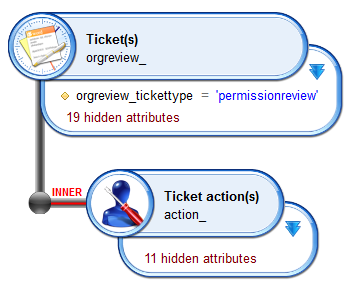 Ticket(s)
orgreview_
orgreview_tickettype = 'permissionreview'
19 hidden attributes
INNER
Ticket action(s)
action_
11 hidden attributes